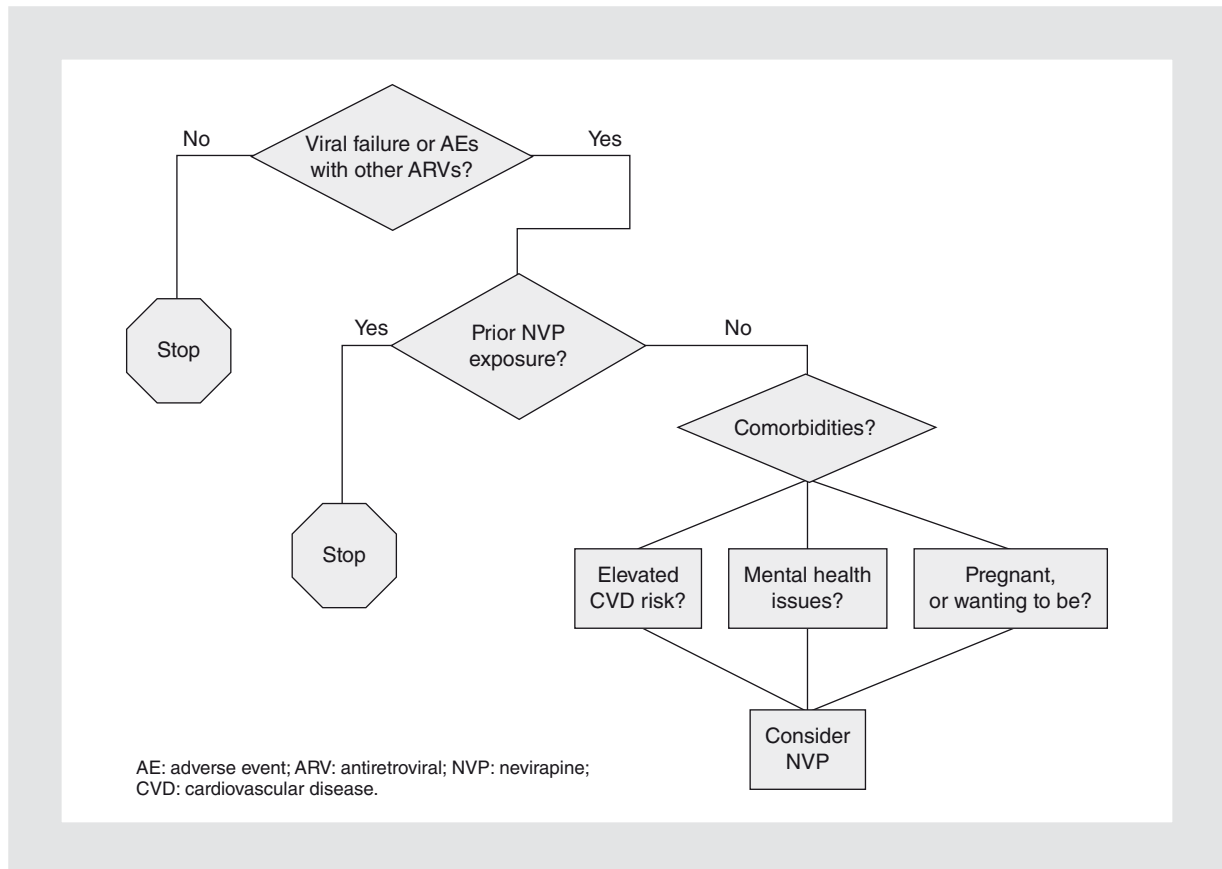 No
Viral failure or AEs
with other ARVs?
Yes
Stop
Yes
Prior NVP
exposure?
No
Comorbidities?
Stop
Elevated
CVD risk?
Mental health
issues?
Pregnant,
or wanting to be?
Consider
NVP
AE: adverse event; ARV: antiretroviral; NVP: nevirapine;
CVD: cardiovascular disease.